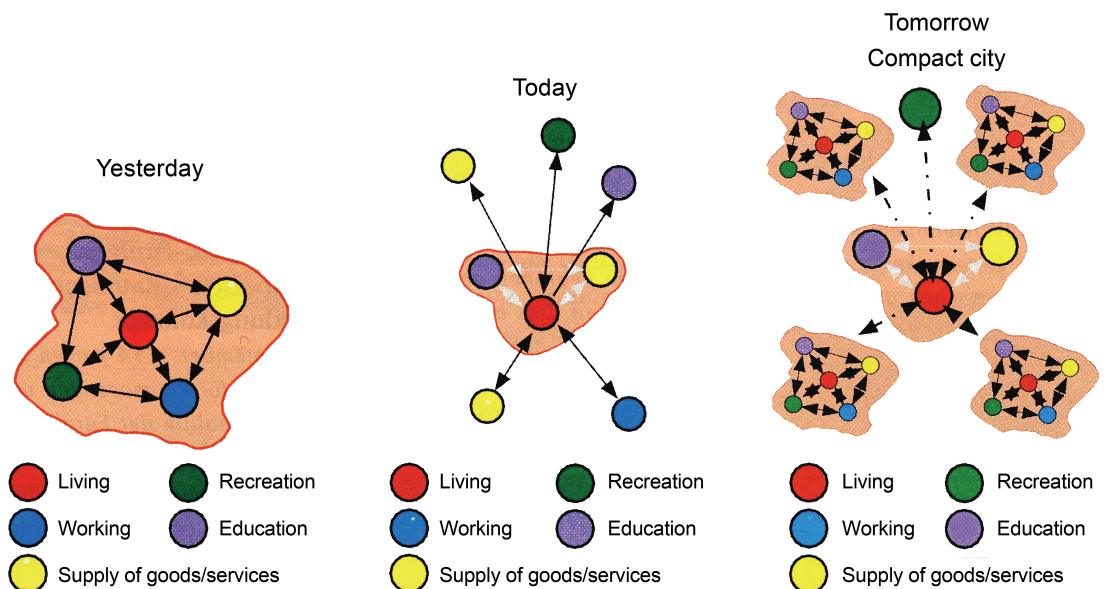 Yesterday
Living
Recreation
Working
Education
Supply of goods/services
Today
Living
Recreation
Working
Education
Supply of goods/services
Tomorrow
Compact city
Living
Recreation
Working
Education
Supply of goods/services